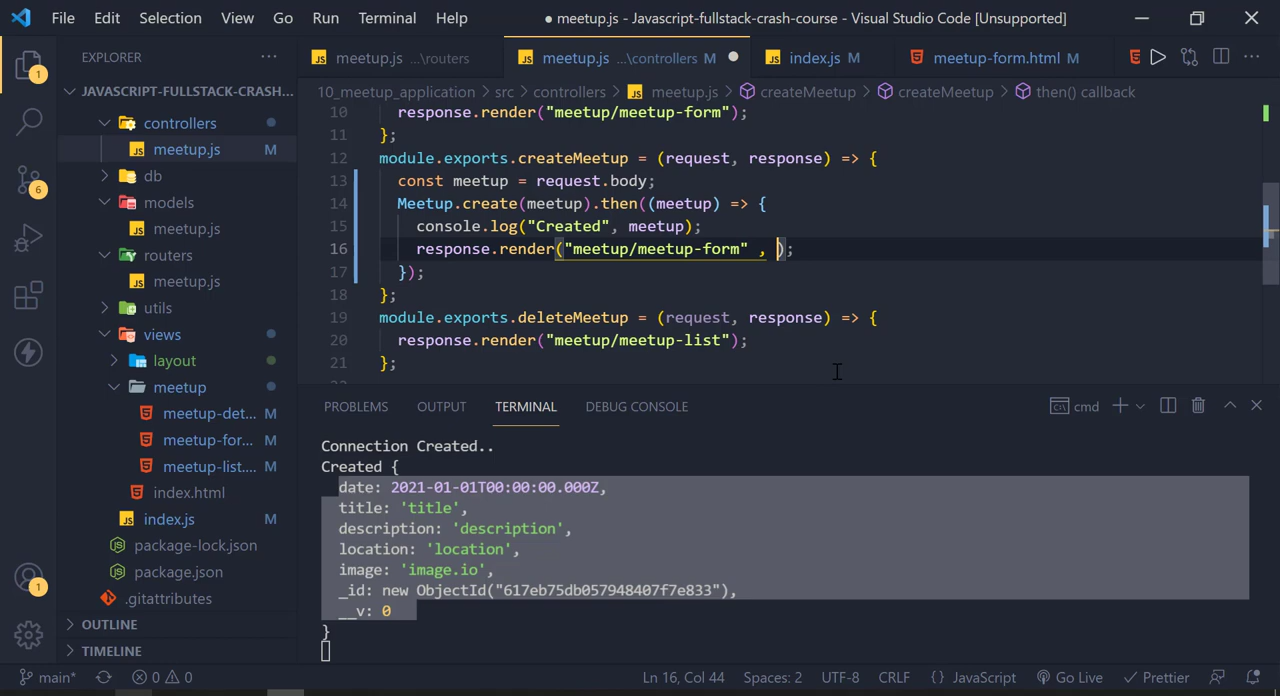 File Edit Selection View Go Run Terminal Help ● meetup.js - Javascript-fullstack-crash-course - Visual Studio Code [Unsupported]
EXPLORER
1
JAVASCRIPT-FULLSTACK-CRASH...
controllers
JS meetup.js M
db
models
JS meetup.js
6
routers
JS meetup.js
utils
views
layout
meetup
meetup-det... M
meetup-for... M
meetup-list.... M
index.html
JS index.js M
package-lock.json
package.json
1
.gitattributes
OUTLINE
TIMELINE
JS meetup.js ...\routers JS meetup.js ...\controllers M JS index.js M meetup-form.html M
10_meetup_application > src > controllers > JS meetup.js > createMeetup > createMeetup > then() callback
10 response.render("meetup/meetup-form");
11 };
12 module.exports.createMeetup = (request, response) => {
13 const meetup = request.body;
14 Meetup.create(meetup).then((meetup) => {
15 console.log("Created", meetup);
16 response.render("meetup/meetup-form" , );
17 });
18 };
19 module.exports.deleteMeetup = (request, response) => {
20 response.render("meetup/meetup-list");
21 };
PROBLEMS OUTPUT TERMINAL DEBUG CONSOLE cmd
Connection Created..
Created {
date: 2021-01-01T00:00:00.000Z,
title: 'title',
description: 'description',
location: 'location',
image: 'image.io',
_id: new ObjectId("617eb75db057948407f7e833"),
__v: 0
}
main* 0 0 Ln 16, Col 44 Spaces: 2 UTF-8 CRLF {} JavaScript Go Live Prettier